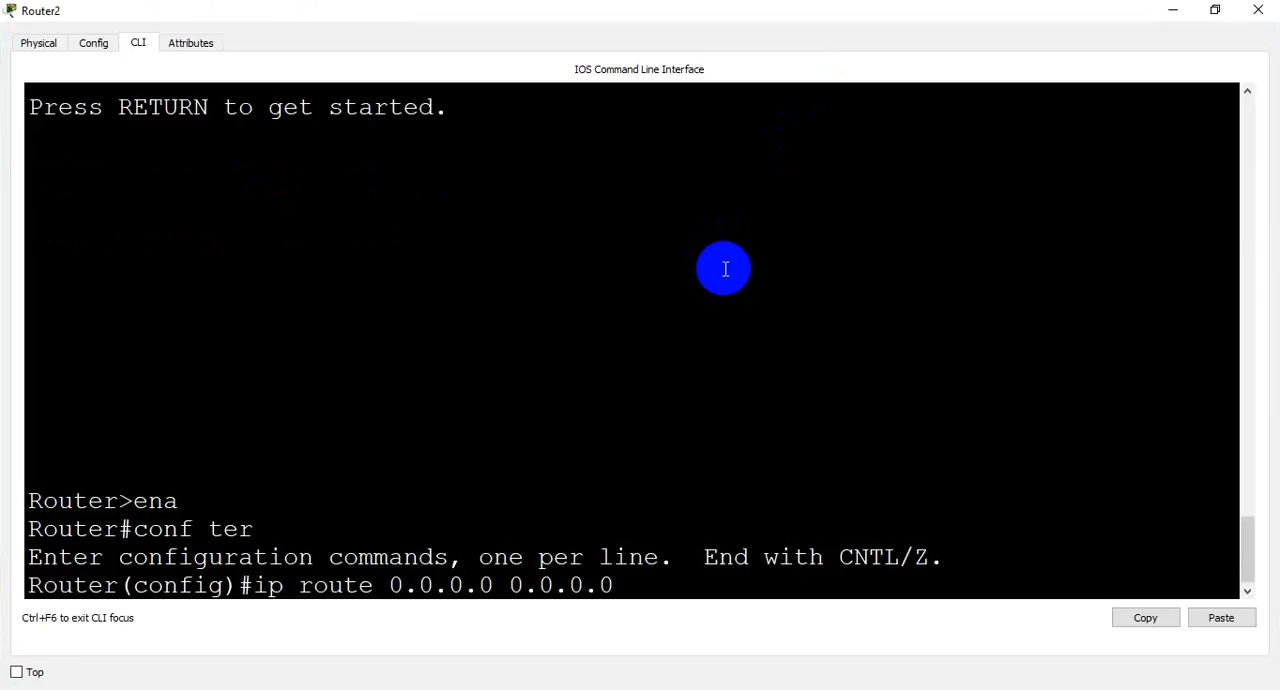 Router2
Physical Config CLI Attributes
IOS Command Line Interface
Press RETURN to get started.
Router>ena
Router#conf ter
Enter configuration commands, one per line.  End with CNTL/Z.
Router(config)#ip route 0.0.0.0 0.0.0.0
Ctrl+F6 to exit CLI focus
Copy Paste
Top